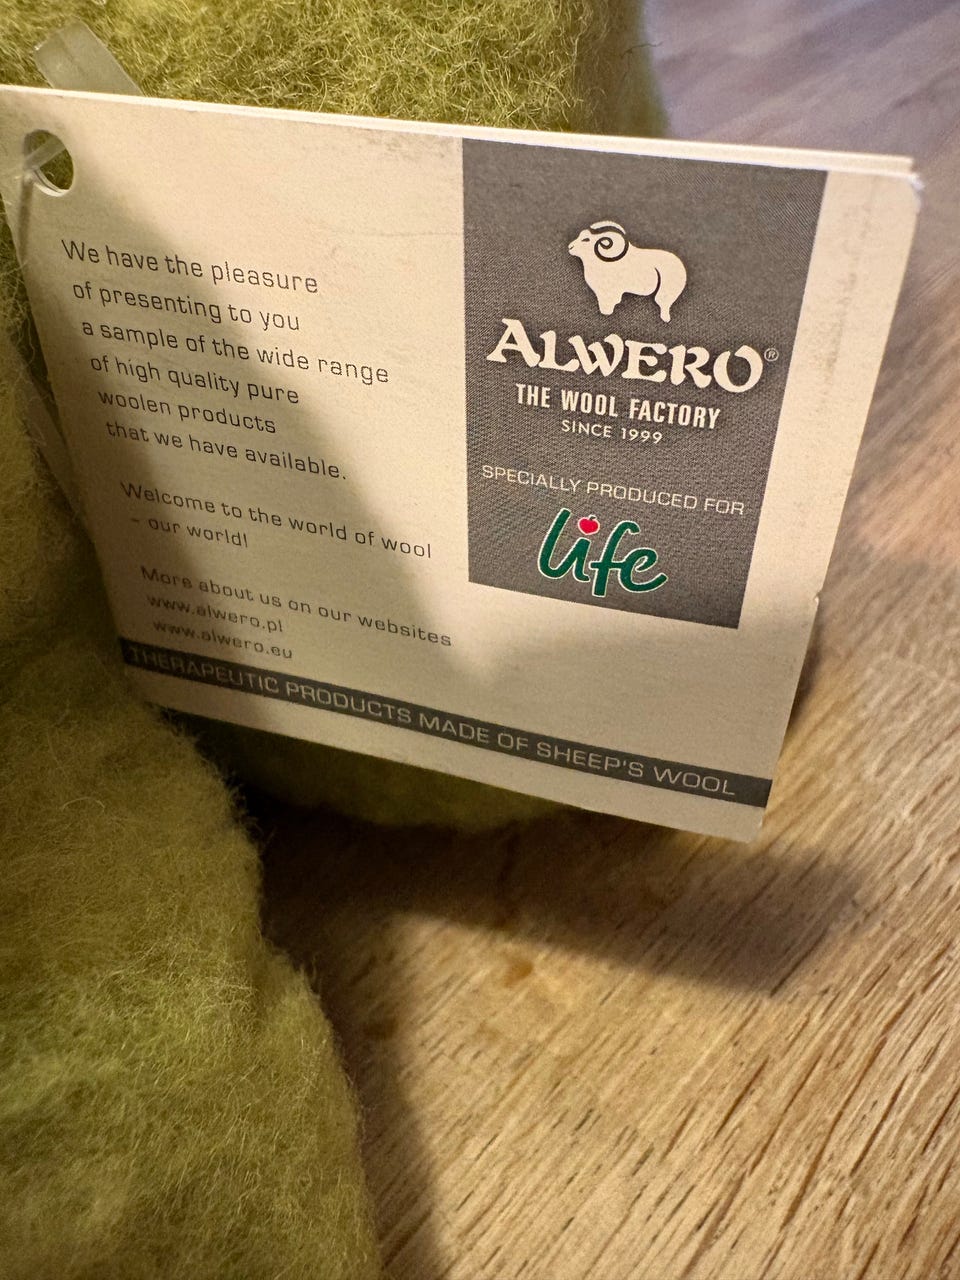 We have the pleasure
of presenting to you
a sample of the wide range
of high quality pure
woolen products
that we have available.
Welcome to the world of wool
- our world!
More about us on our websites
www.alwero.pl
www.alwero.eu
ALWERO®
THE WOOL FACTORY
SINCE 1999
SPECIALLY PRODUCED FOR
life
THERAPEUTIC PRODUCTS MADE OF SHEEP'S WOOL